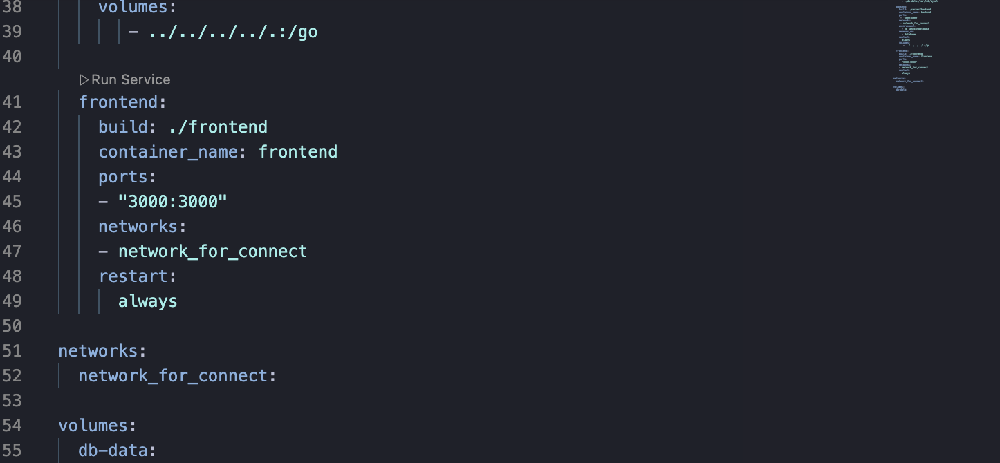 38 volumes:
39 - ../../../../.:/go
40
Run Service
41 frontend:
42 build: ./frontend
43 container_name: frontend
44 ports:
45 - "3000:3000"
46 networks:
47 - network_for_connect
48 restart:
49 always
50
51 networks:
52 network_for_connect:
53
54 volumes:
55 db-data: